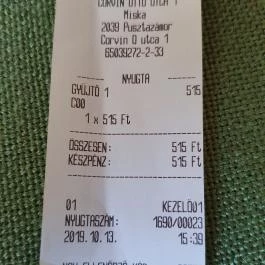 CORVIN OTTÓ UTCA 1
Miska
2039 Pusztazámor
Corvin O utca 1
65039272-2-33
NYUGTA
GYŰJTŐ 1 515
C00
1 x 515 Ft
ÖSSZESEN: 515 Ft
KÉSZPÉNZ: 515 Ft
01 KEZELŐ01
NYUGTASZÁM: 1690/00023
2019. 10. 13. 15:39